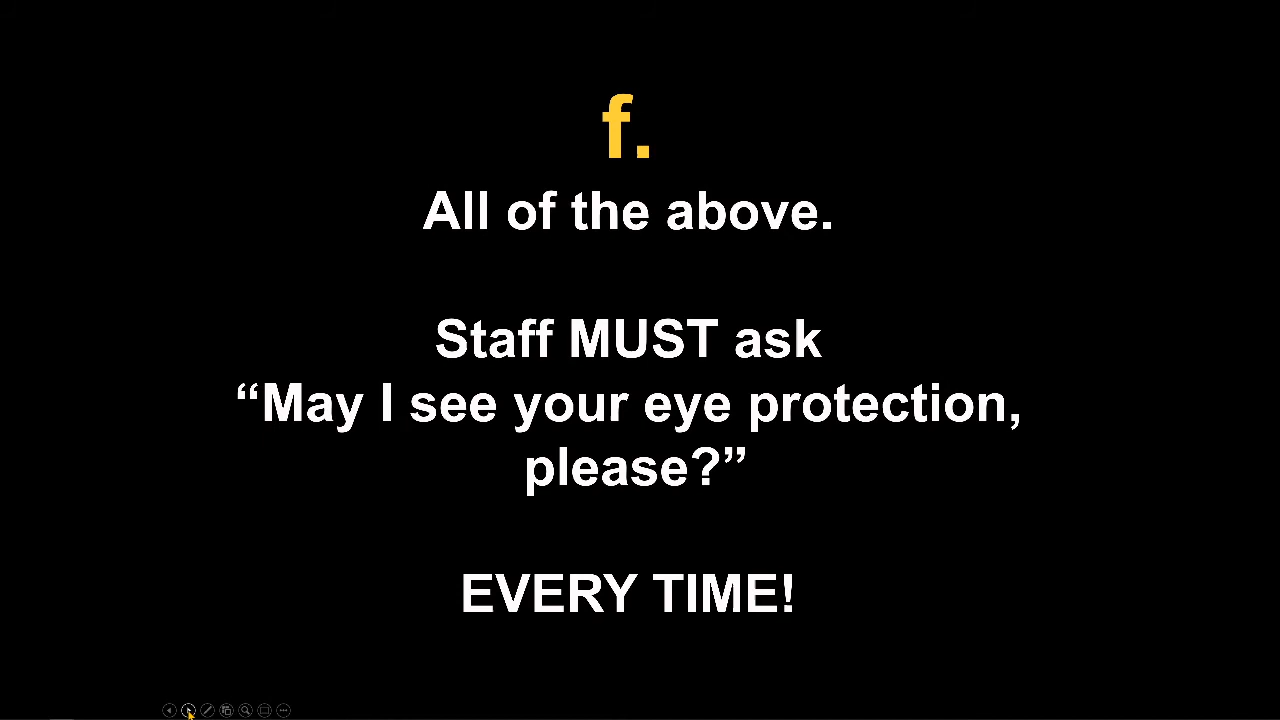 f.
All of the above.
Staff MUST ask
“May I see your eye protection,
please?”
EVERY TIME!